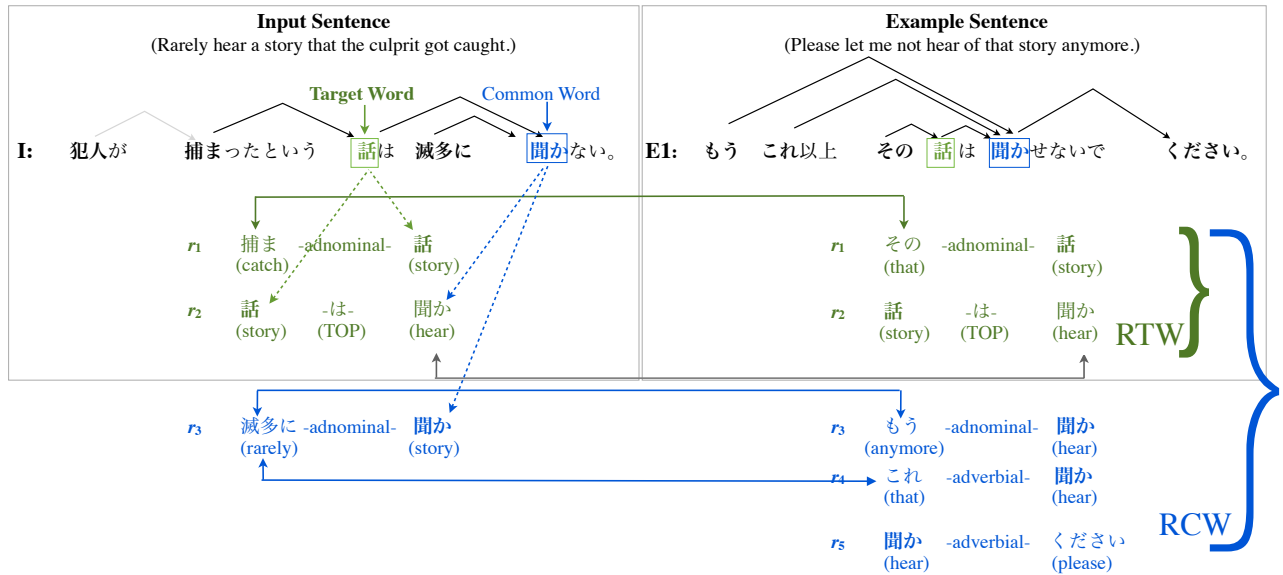 Input Sentence
(Rarely hear a story that the culprit got caught.)
Target Word
Common Word
I: 犯人が 捕まったという 話は 滅多に 聞かない。
r1 捕ま -adnominal- 話
(catch) (story)
r2 話 -は- 聞か
(story) (TOP) (hear)
r3 滅多に -adnominal- 聞か
(rarely) (story)
Example Sentence
(Please let me not hear of that story anymore.)
E1: もう これ以上 その 話は 聞かせないで ください。
r1 その -adnominal- 話
(that) (story)
r2 話 -は- 聞か
(story) (TOP) (hear)
RTW
r3 もう -adnominal- 聞か
(anymore) (hear)
r4 これ -adverbial- 聞か
(that) (hear)
r5 聞か -adverbial- ください
(hear) (please)
RCW